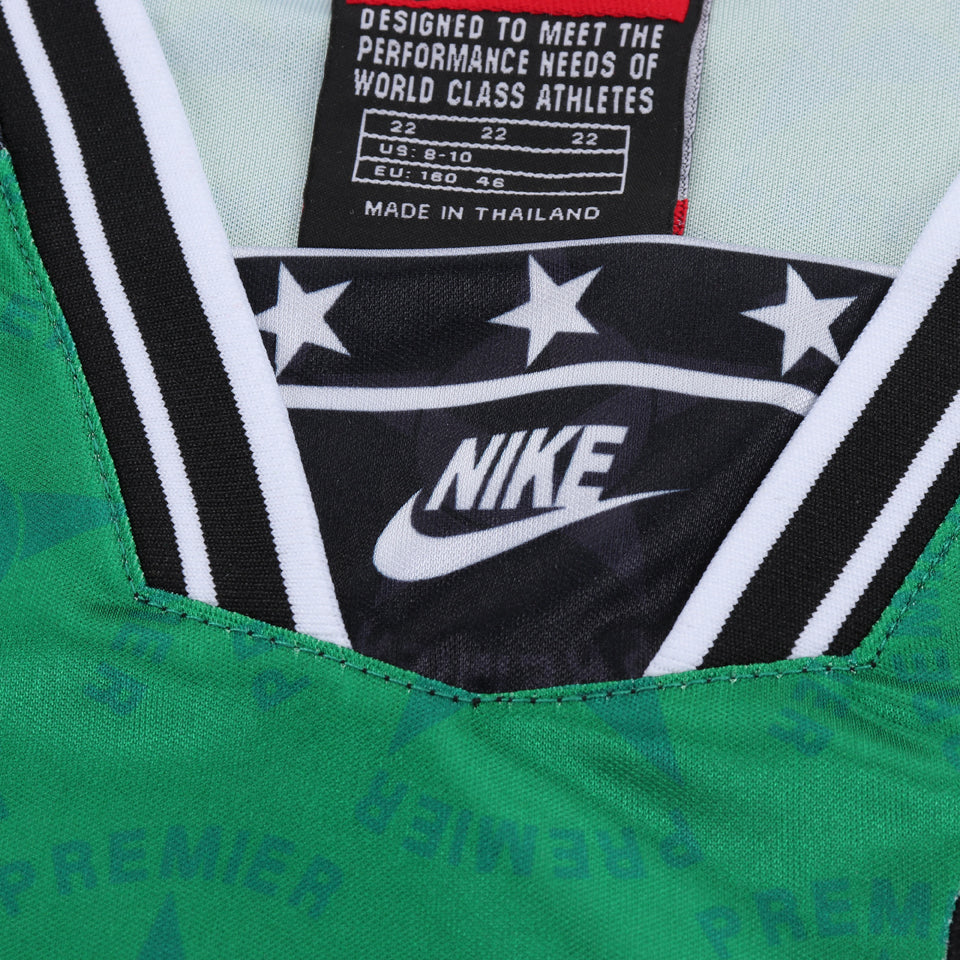 DESIGNED TO MEET THE
PERFORMANCE NEEDS OF
WORLD CLASS ATHLETES
22 22 22
US: 8-10
EU: 160 46
MADE IN THAILAND
NIKE
PREMIER
PREMIER
PREMIER